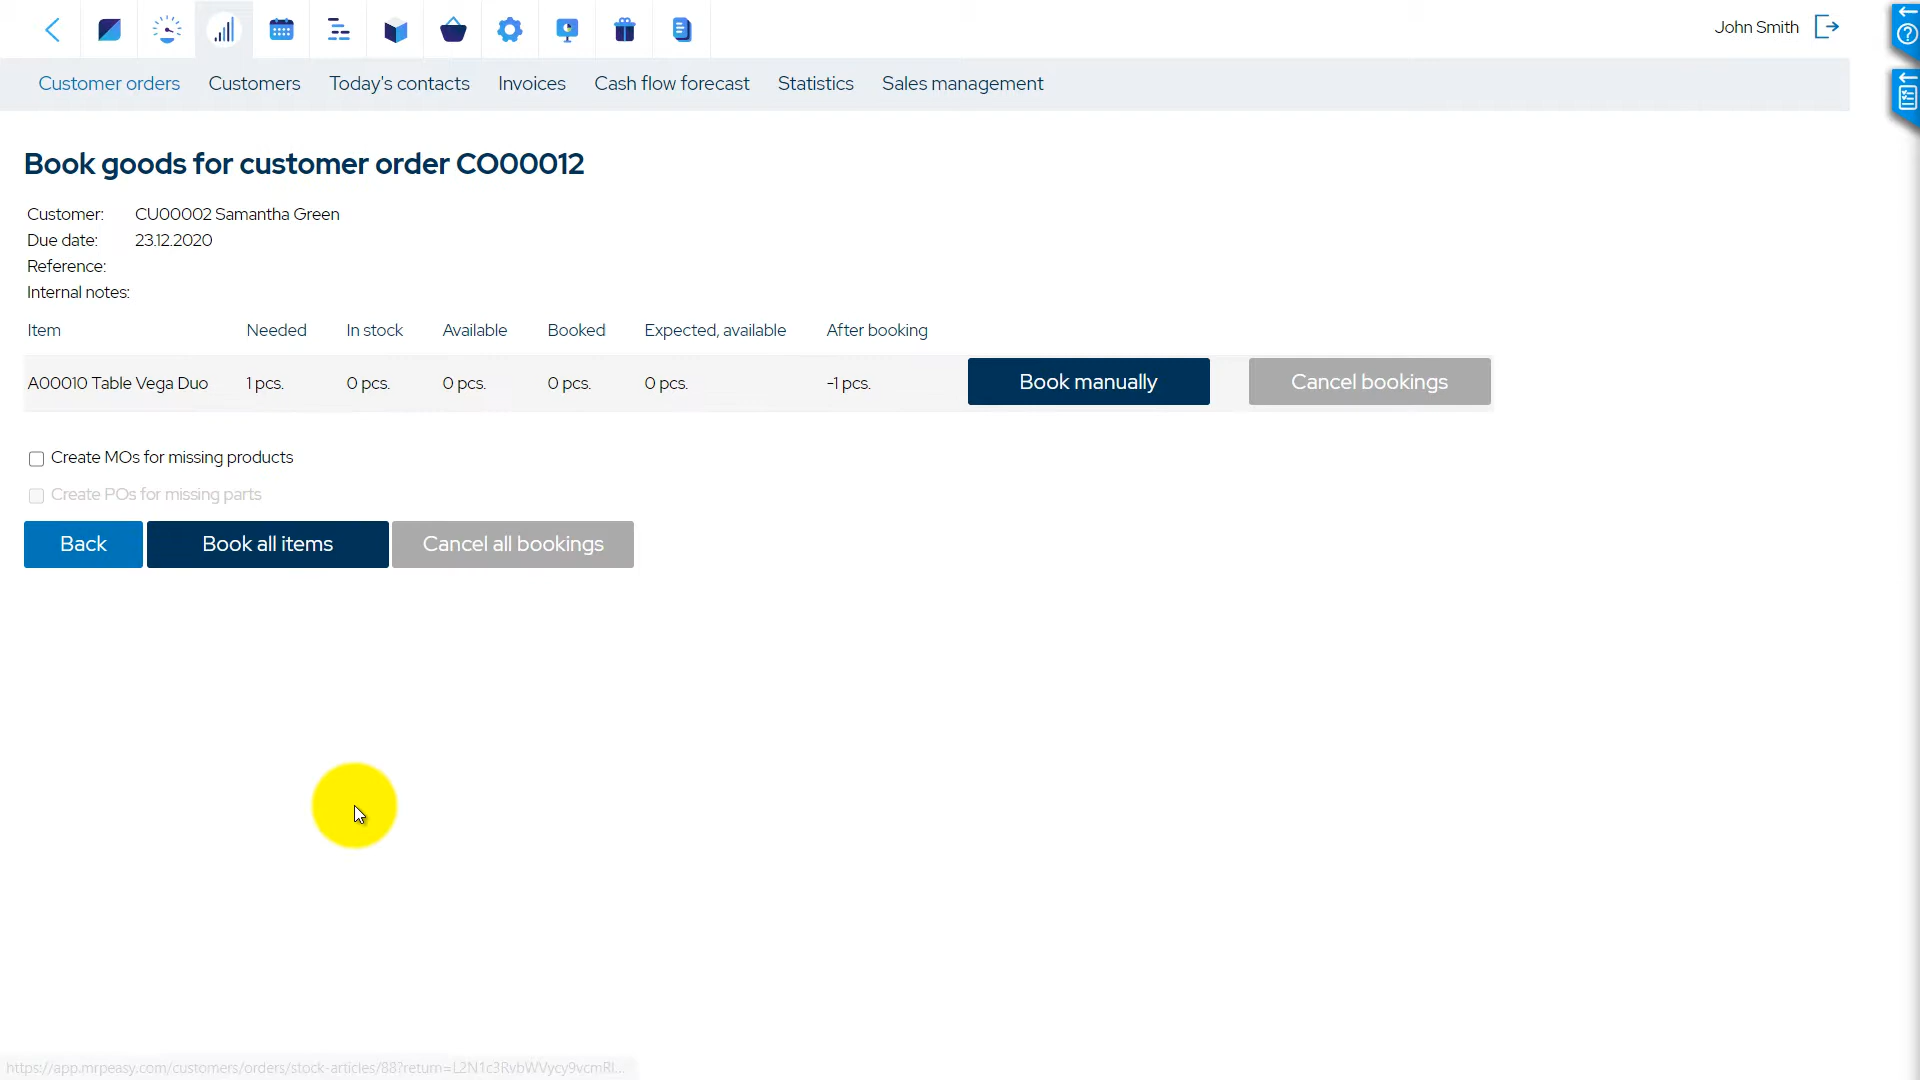 John Smith
Customer orders Customers Today's contacts Invoices Cash flow forecast Statistics Sales management
Book goods for customer order CO00012
Customer: CU00002 Samantha Green
Due date: 23.12.2020
Reference:
Internal notes:
Item Needed In stock Available Booked Expected, available After booking
A00010 Table Vega Duo 1 pcs. 0 pcs. 0 pcs. 0 pcs. 0 pcs. -1 pcs. Book manually Cancel bookings
Create MOs for missing products
Create POs for missing parts
Back Book all items Cancel all bookings
https://app.mrpeasy.com/customers/orders/stock-articles/88?return=L2N1c3RvbWVycy9vcmRl...